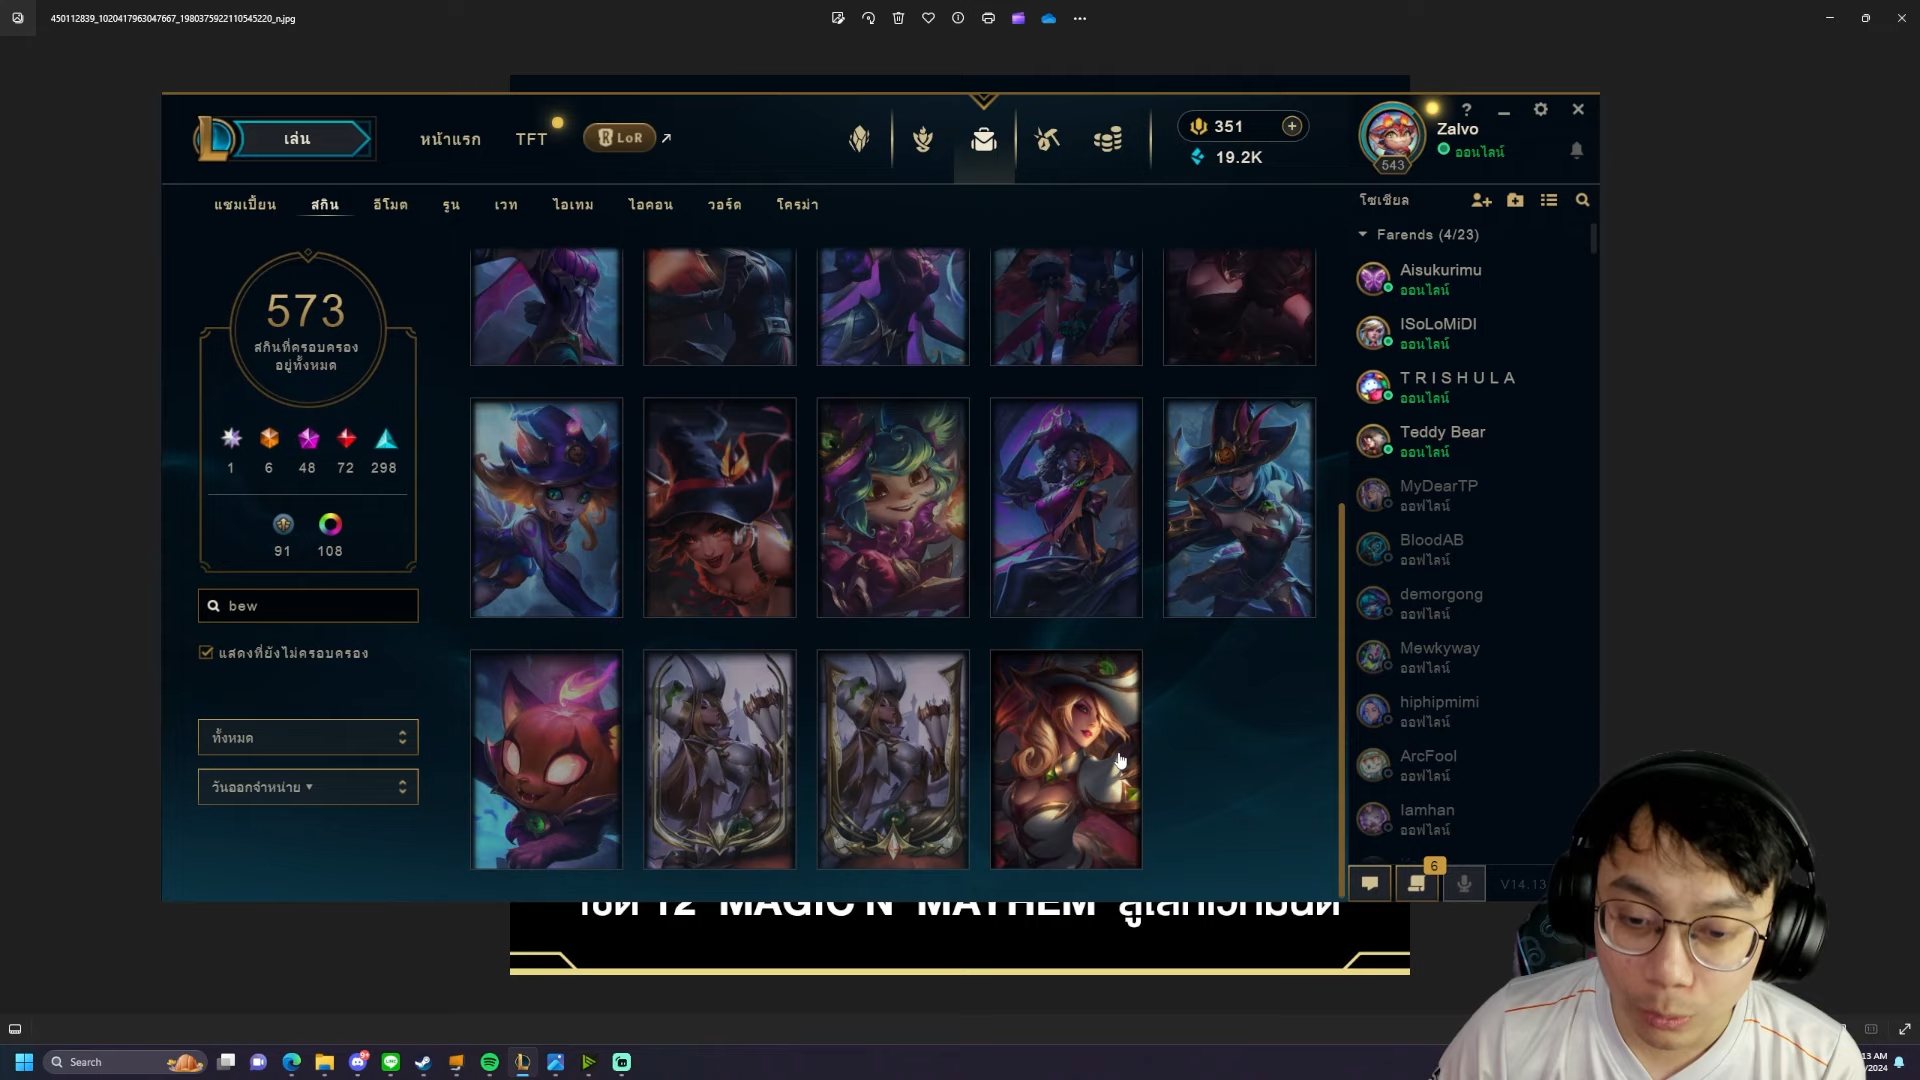 450112839_1020417963047667_1980375922110545220_n.jpg
เล่น
หน้าแรก
TFT
LoR
351
19.2K
543
Zalvo
ออนไลน์
แชมเปี้ยน
สกิน
อีโมต
รูน
เวท
ไอเทม
ไอคอน
วอร์ด
โครม่า
573
สกินที่ครอบครอง
อยู่ทั้งหมด
1 6 48 72 298
91 108
bew
แสดงที่ยังไม่ครอบครอง
ทั้งหมด
วันออกจำหน่าย
โซเชียล
Farends (4/23)
Aisukurimu
ออนไลน์
ISoLoMiDI
ออนไลน์
T R I S H U L A
ออนไลน์
Teddy Bear
ออนไลน์
MyDearTP
ออฟไลน์
BloodAB
ออฟไลน์
demorgong
ออฟไลน์
Mewkyway
ออฟไลน์
hiphipmimi
ออฟไลน์
ArcFool
ออฟไลน์
Iamhan
ออฟไลน์
6
V14.13
12 MAGIC N' MAYHEM
Search
13 AM
/2024